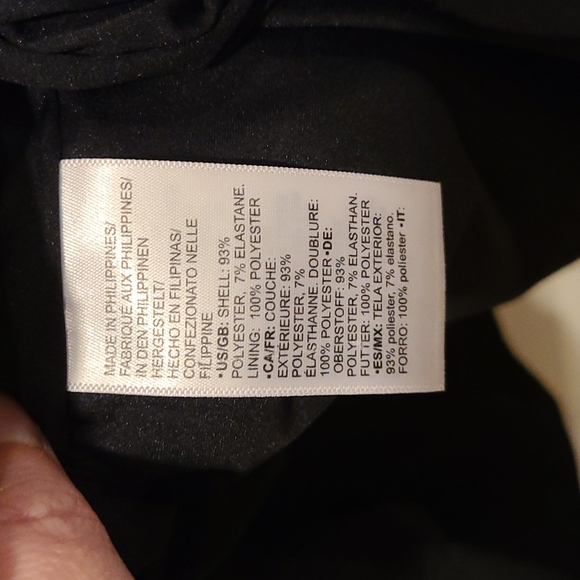 MADE IN PHILIPPINES/
FABRIQUÉ AUX PHILIPPINES/
IN DEN PHILIPPINEN
HERGESTELLT/
HECHO EN FILIPINAS/
CONFEZIONATO NELLE
FILIPPINE
•US/GB: SHELL: 93%
POLYESTER, 7% ELASTANE.
LINING: 100% POLYESTER
•CA/FR: COUCHE:
EXTÉRIEURE: 93%
POLYESTER, 7%
ÉLASTHANNE. DOUBLURE:
100% POLYESTER •DE:
OBERSTOFF: 93%
POLYESTER, 7% ELASTHAN.
FUTTER: 100% POLYESTER
•ES/MX: TELA EXTERIOR:
93% poliéster, 7% elastano.
FORRO: 100% poliéster •IT: